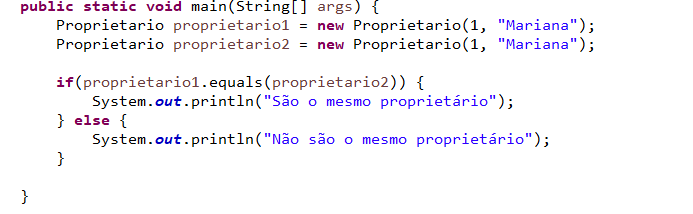 public static void main(String[] args) {
Proprietario proprietario1 = new Proprietario(1, "Mariana");
Proprietario proprietario2 = new Proprietario(1, "Mariana");
if(proprietario1.equals(proprietario2)) {
System.out.println("São o mesmo proprietário");
} else {
System.out.println("Não são o mesmo proprietário");
}
}